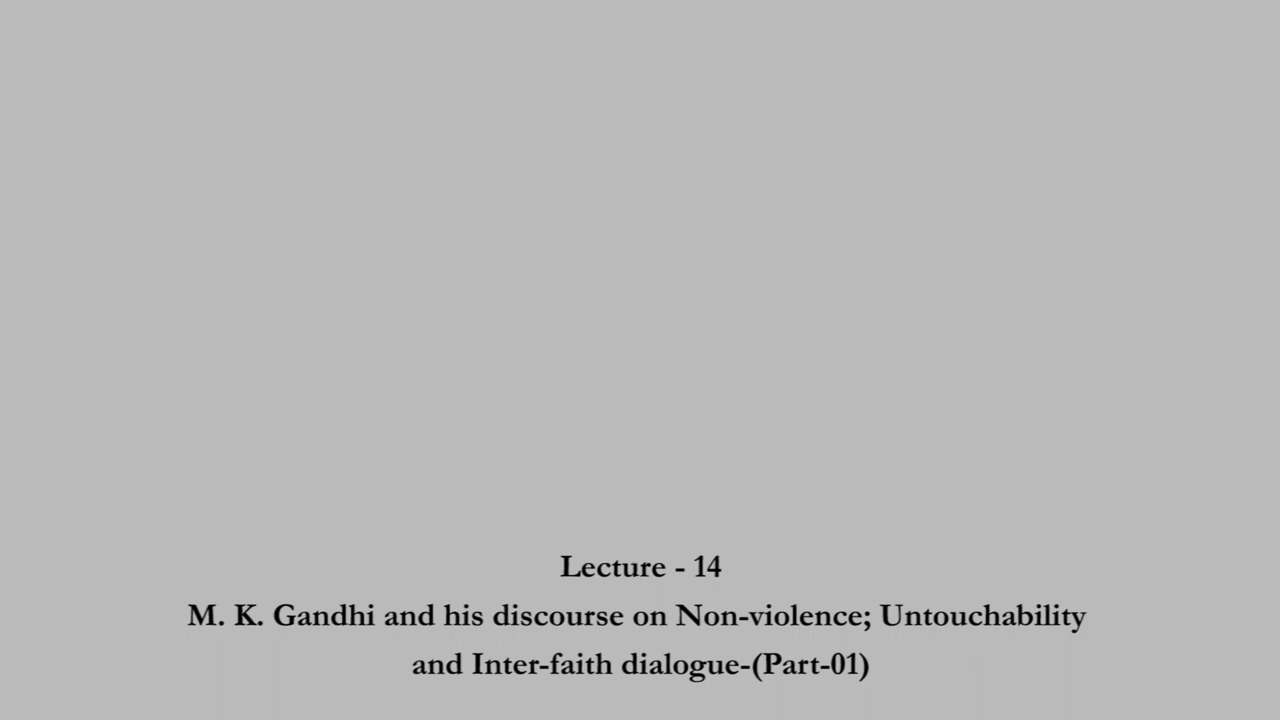 Lecture - 14
M. K. Gandhi and his discourse on Non-violence; Untouchability
and Inter-faith dialogue-(Part-01)